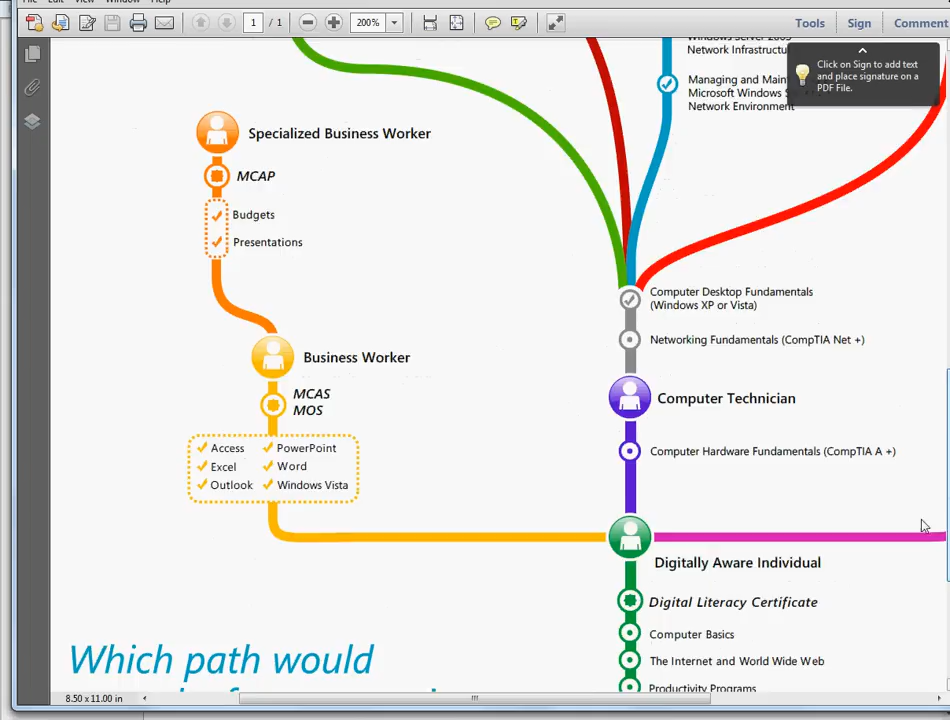 1 / 1
200%
Tools
Sign
Comment
Click on Sign to add text
and place signature on a
PDF File.
Network Infrastructu
Managing and Main
Microsoft Windows S
Network Environment
Specialized Business Worker
MCAP
Budgets
Presentations
Computer Desktop Fundamentals
(Windows XP or Vista)
Networking Fundamentals (CompTIA Net +)
Business Worker
MCAS
MOS
Computer Technician
Access
PowerPoint
Excel
Word
Outlook
Windows Vista
Computer Hardware Fundamentals (CompTIA A +)
Digitally Aware Individual
Digital Literacy Certificate
Computer Basics
The Internet and World Wide Web
Productivity Programs
Which path would
8.50 x 11.00 in